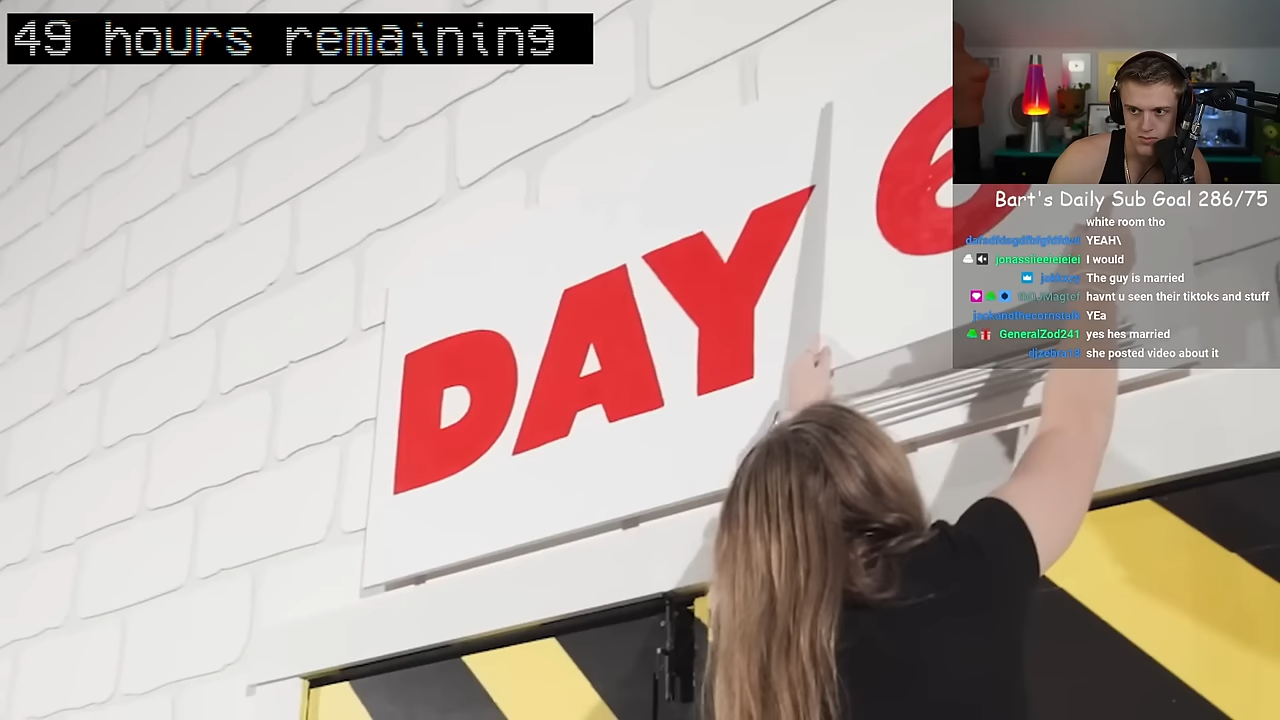 49 hours remaining
DAY 6
Bart's Daily Sub Goal 286/75
white room tho
YEAH\
jonassiieeieieiei I would
The guy is married
havnt u seen their tiktoks and stuff
YEa
GeneralZod241 yes hes married
she posted video about it